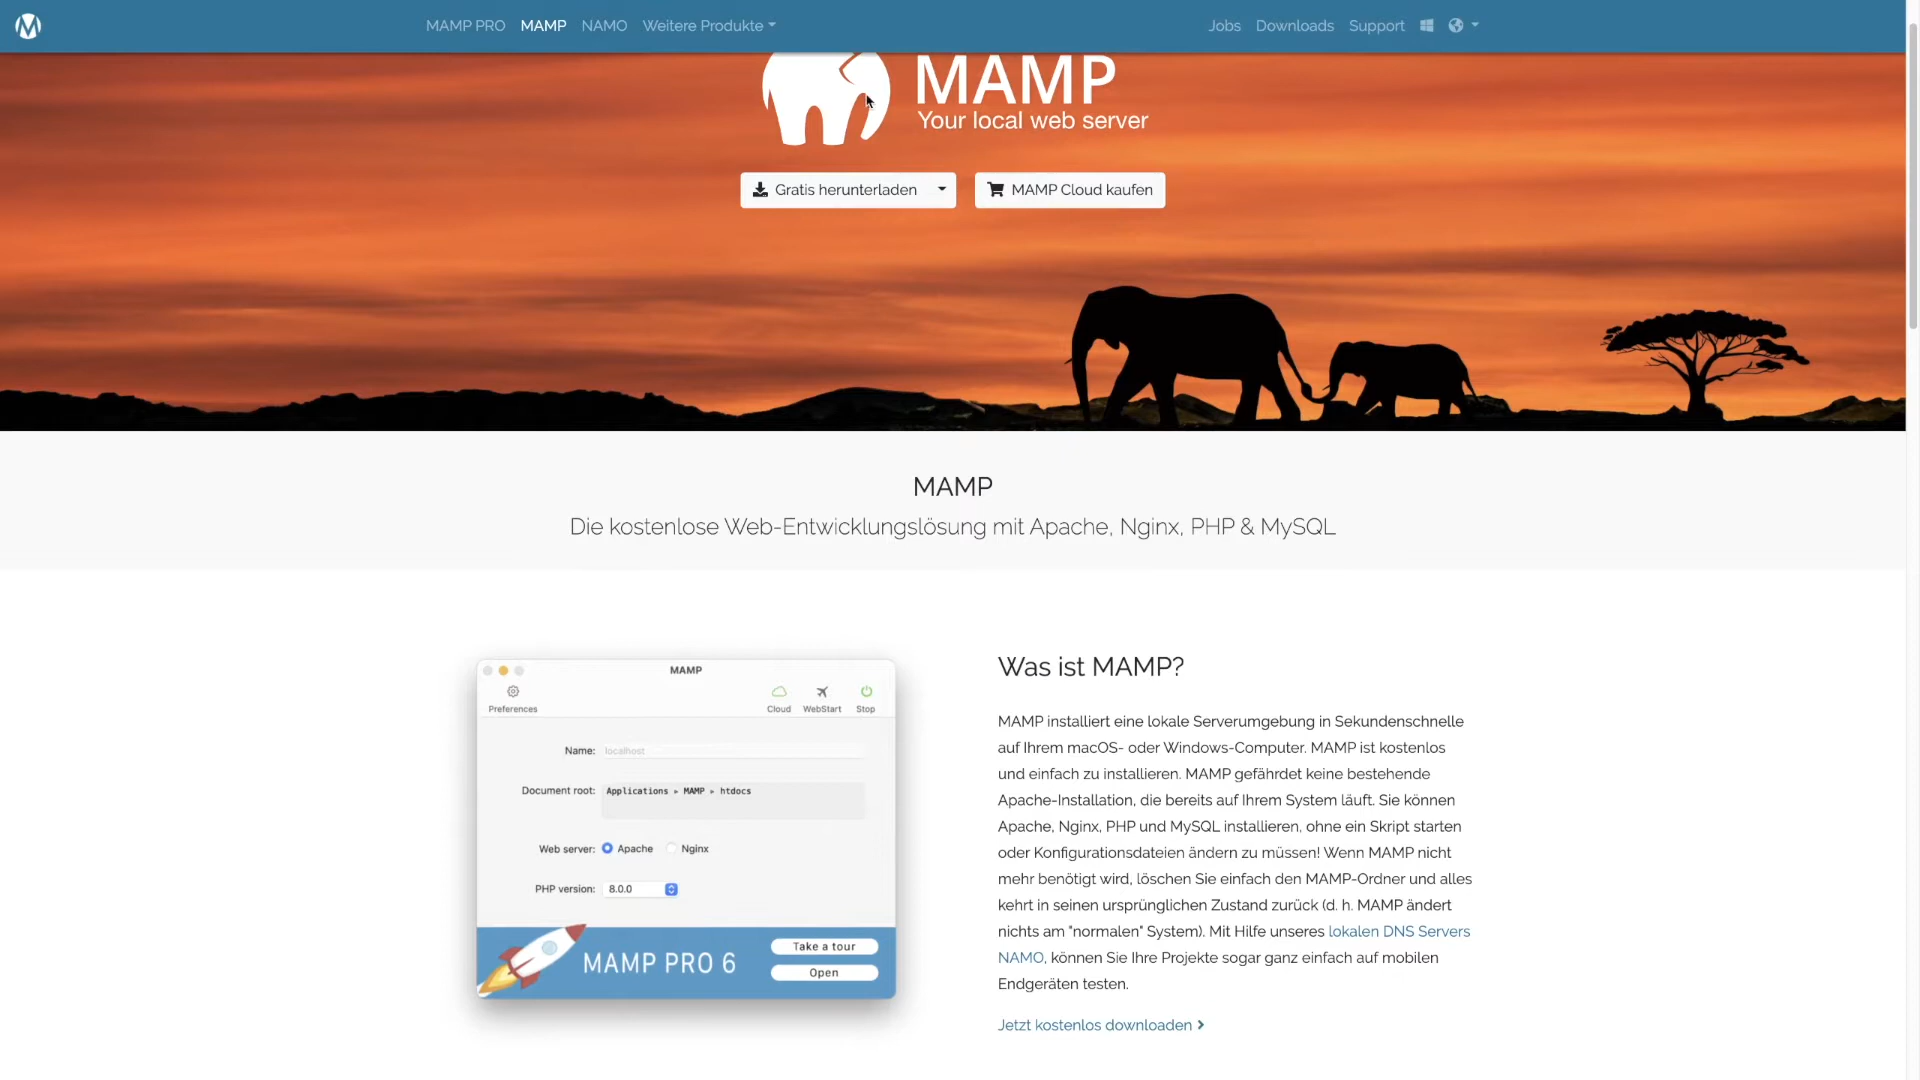 MAMP PRO MAMP NAMO Weitere Produkte Jobs Downloads Support
MAMP
Your local web server
Gratis herunterladen MAMP Cloud kaufen
MAMP
Die kostenlose Web-Entwicklungslösung mit Apache, Nginx, PHP & MySQL
MAMP
Preferences Cloud WebStart Stop
Name: localhost
Document root: Applications ▸ MAMP ▸ htdocs
Web server: Apache Nginx
PHP version: 8.0.0
MAMP PRO 6
Take a tour
Open
Was ist MAMP?
MAMP installiert eine lokale Serverumgebung in Sekundenschnelle
auf Ihrem macOS- oder Windows-Computer. MAMP ist kostenlos
und einfach zu installieren. MAMP gefährdet keine bestehende
Apache-Installation, die bereits auf Ihrem System läuft. Sie können
Apache, Nginx, PHP und MySQL installieren, ohne ein Skript starten
oder Konfigurationsdateien ändern zu müssen! Wenn MAMP nicht
mehr benötigt wird, löschen Sie einfach den MAMP-Ordner und alles
kehrt in seinen ursprünglichen Zustand zurück (d. h. MAMP ändert
nichts am "normalen" System). Mit Hilfe unseres lokalen DNS Servers
NAMO, können Sie Ihre Projekte sogar ganz einfach auf mobilen
Endgeräten testen.
Jetzt kostenlos downloaden